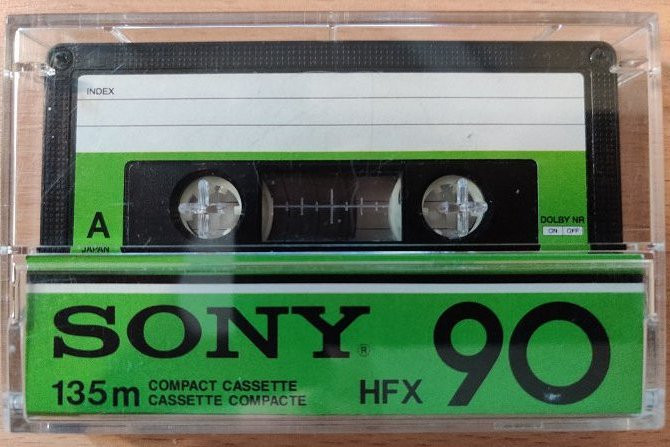 INDEX
A
JAPAN
DOLBY NR
ON OFF
SONY® 90
135m COMPACT CASSETTE
CASSETTE COMPACTE
HFX